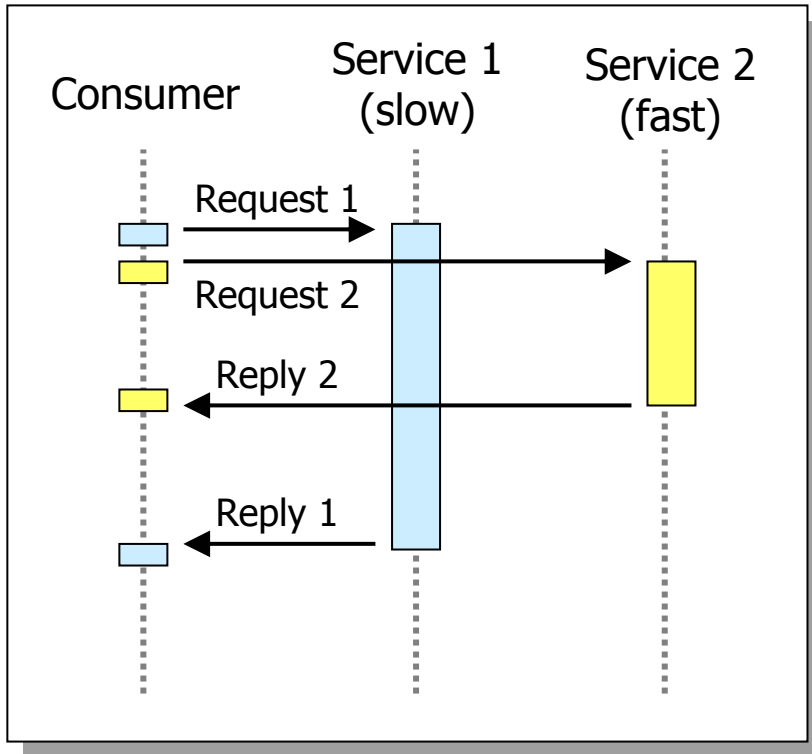 Consumer
Service 1
(slow)
Service 2
(fast)
Request 1
Request 2
Reply 2
Reply 1